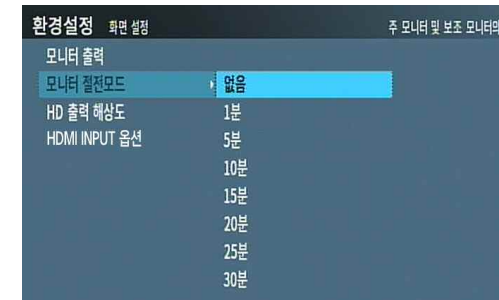 환경설정 화면 설정 주 모니터 및 보조 모니터의
모니터 출력
모니터 절전모드 없음
HD 출력 해상도 1분
HDMI INPUT 옵션 5분
10분
15분
20분
25분
30분